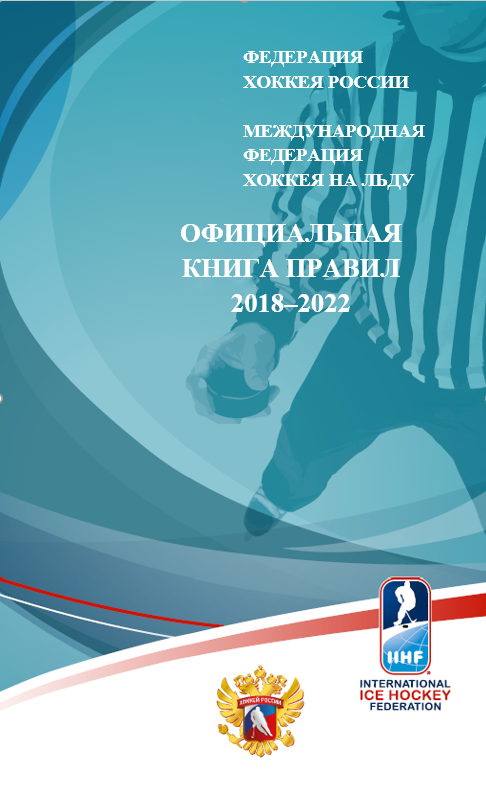 ФЕДЕРАЦИЯ
ХОККЕЯ РОССИИ
МЕЖДУНАРОДНАЯ
ФЕДЕРАЦИЯ
ХОККЕЯ НА ЛЬДУ
ОФИЦИАЛЬНАЯ
КНИГА ПРАВИЛ
2018–2022
IIHF
INTERNATIONAL
ICE HOCKEY
FEDERATION
ХОККЕЙ РОССИИ